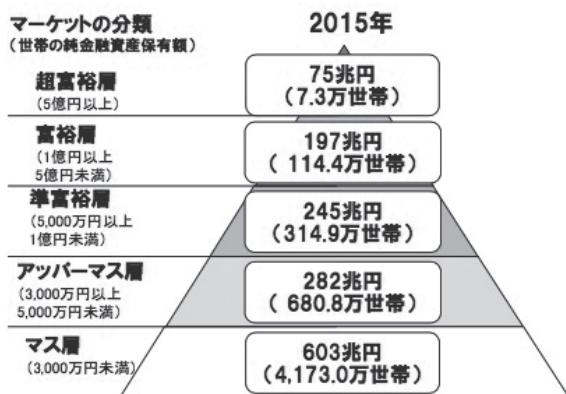 マーケットの分類
（世帯の純金融資産保有額）
2015年
超富裕層
（5億円以上）
75兆円
（7.3万世帯）
富裕層
（1億円以上
5億円未満）
197兆円
（ 114.4万世帯）
準富裕層
（5,000万円以上
1億円未満）
245兆円
（314.9万世帯）
アッパーマス層
（3,000万円以上
5,000万円未満）
282兆円
（ 680.8万世帯）
マス層
（3,000万円未満）
603兆円
（4,173.0万世帯）